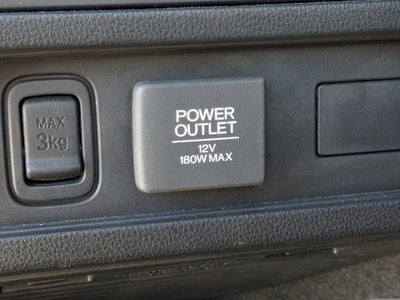 MAX
3kg
POWER
OUTLET
12V
180W MAX